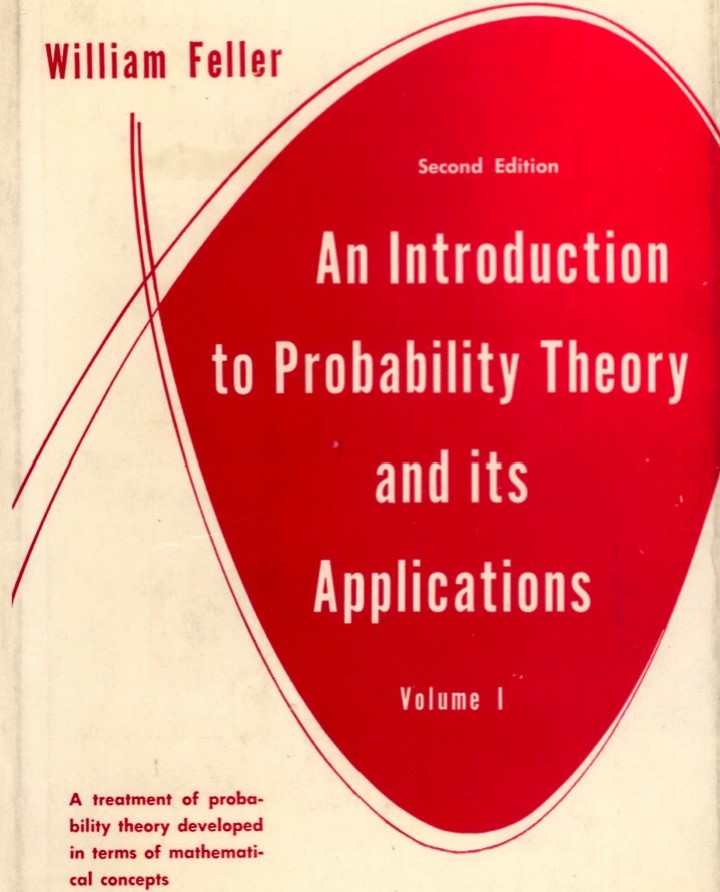 William Feller
Second Edition
An Introduction
to Probability Theory
and its
Applications
Volume I
A treatment of proba-
bility theory developed
in terms of mathemati-
cal concepts